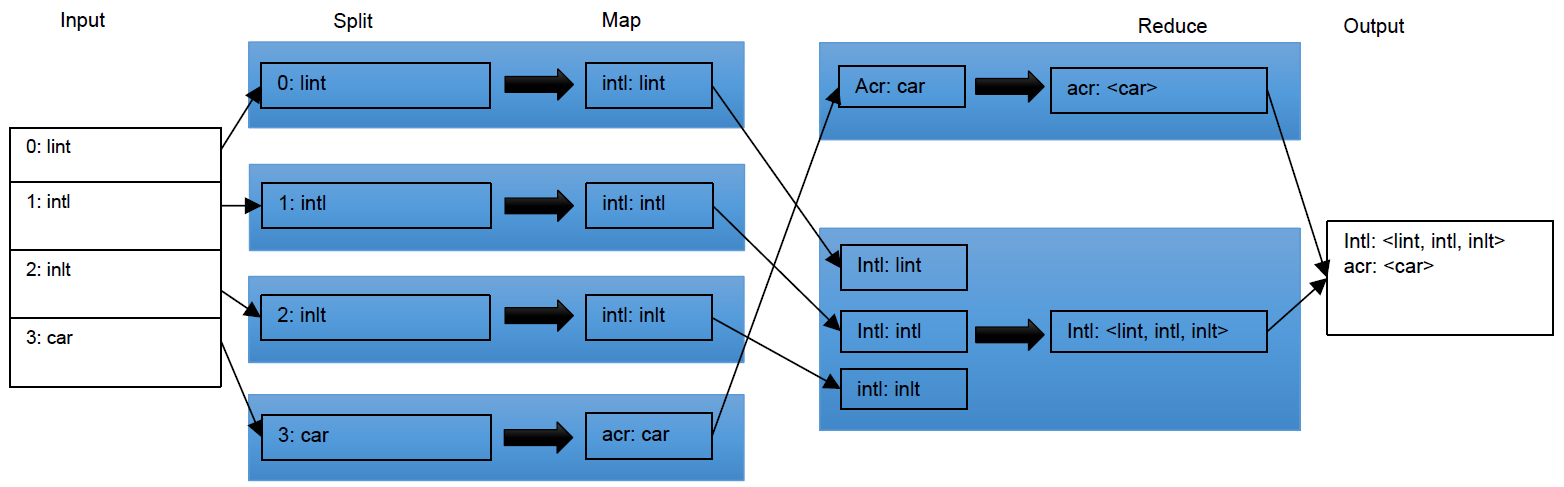 Input
Split
Map
Reduce
Output
0: lint
1: intl
2: inlt
3: car
0: lint
intl: lint
1: intl
intl: intl
2: inlt
intl: inlt
3: car
acr: car
Acr: car
acr: <car>
Intl: lint
Intl: intl
intl: inlt
Intl: <lint, intl, inlt>
Intl: <lint, intl, inlt>
acr: <car>